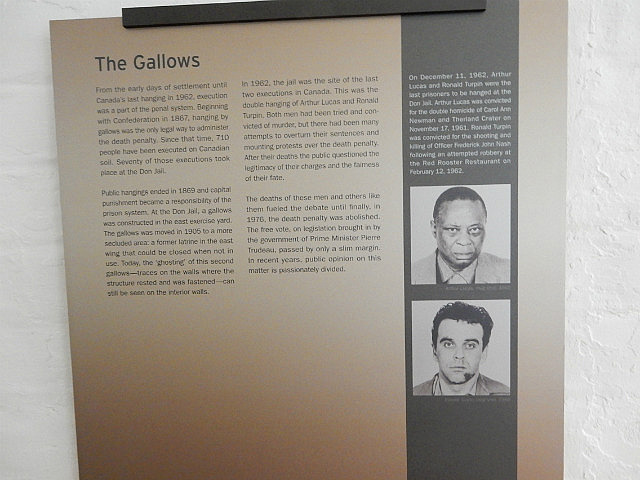 The Gallows
From the early days of settlement until
Canada's last hanging in 1962, execution
was a part of the penal system. Beginning
with Confederation in 1867, hanging by
gallows was the only legal way to administer
the death penalty. Since that time, 710
people have been executed on Canadian
soil. Seventy of those executions took
place at the Don Jail.
Public hangings ended in 1869 and capital
punishment became a responsibility of the
prison system. At the Don Jail, a gallows
was constructed in the east exercise yard.
The gallows was moved in 1905 to a more
secluded area: a former latrine in the east
wing that could be closed when not in
use. Today, the 'ghosting' of this second
gallows—traces on the walls where the
structure rested and was fastened—can
still be seen on the interior walls.
In 1962, the jail was the site of the last
two executions in Canada. This was the
double hanging of Arthur Lucas and Ronald
Turpin. Both men had been tried and con-
victed of murder, but there had been many
attempts to overturn their sentences and
mounting protests over the death penalty.
After their deaths the public questioned the
legitimacy of their charges and the fairness
of their fate.
The deaths of these men and others like
them fueled the debate until finally, in
1976, the death penalty was abolished.
The free vote, on legislation brought in by
the government of Prime Minister Pierre
Trudeau, passed by only a slim margin.
In recent years, public opinion on this
matter is passionately divided.
On December 11, 1962, Arthur
Lucas and Ronald Turpin were the
last prisoners to be hanged at the
Don Jail. Arthur Lucas was convicted
for the double homicide of Carol Ann
Newman and Therland Crater on
November 17, 1961. Ronald Turpin
was convicted for the shooting and
killing of Officer Frederick John Nash
following an attempted robbery at
the Red Rooster Restaurant on
February 12, 1962.